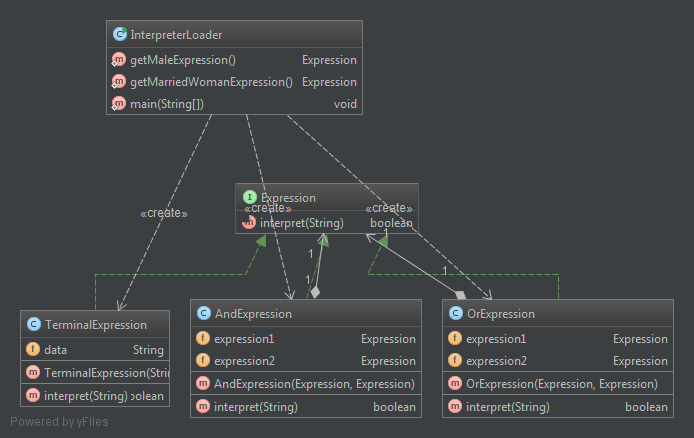 InterpreterLoader
getMaleExpression() Expression
getMarriedWomanExpression() Expression
main(String[]) void
Expression
«create» «create» «create»
interpret(String) boolean
1
1
1
1
TerminalExpression
data String
TerminalExpression(Stri
interpret(String) oolean
AndExpression
expression1 Expression
expression2 Expression
AndExpression(Expression, Expression)
interpret(String) boolean
OrExpression
expression1 Expression
expression2 Expression
OrExpression(Expression, Expression)
interpret(String) boolean
Powered by yFiles